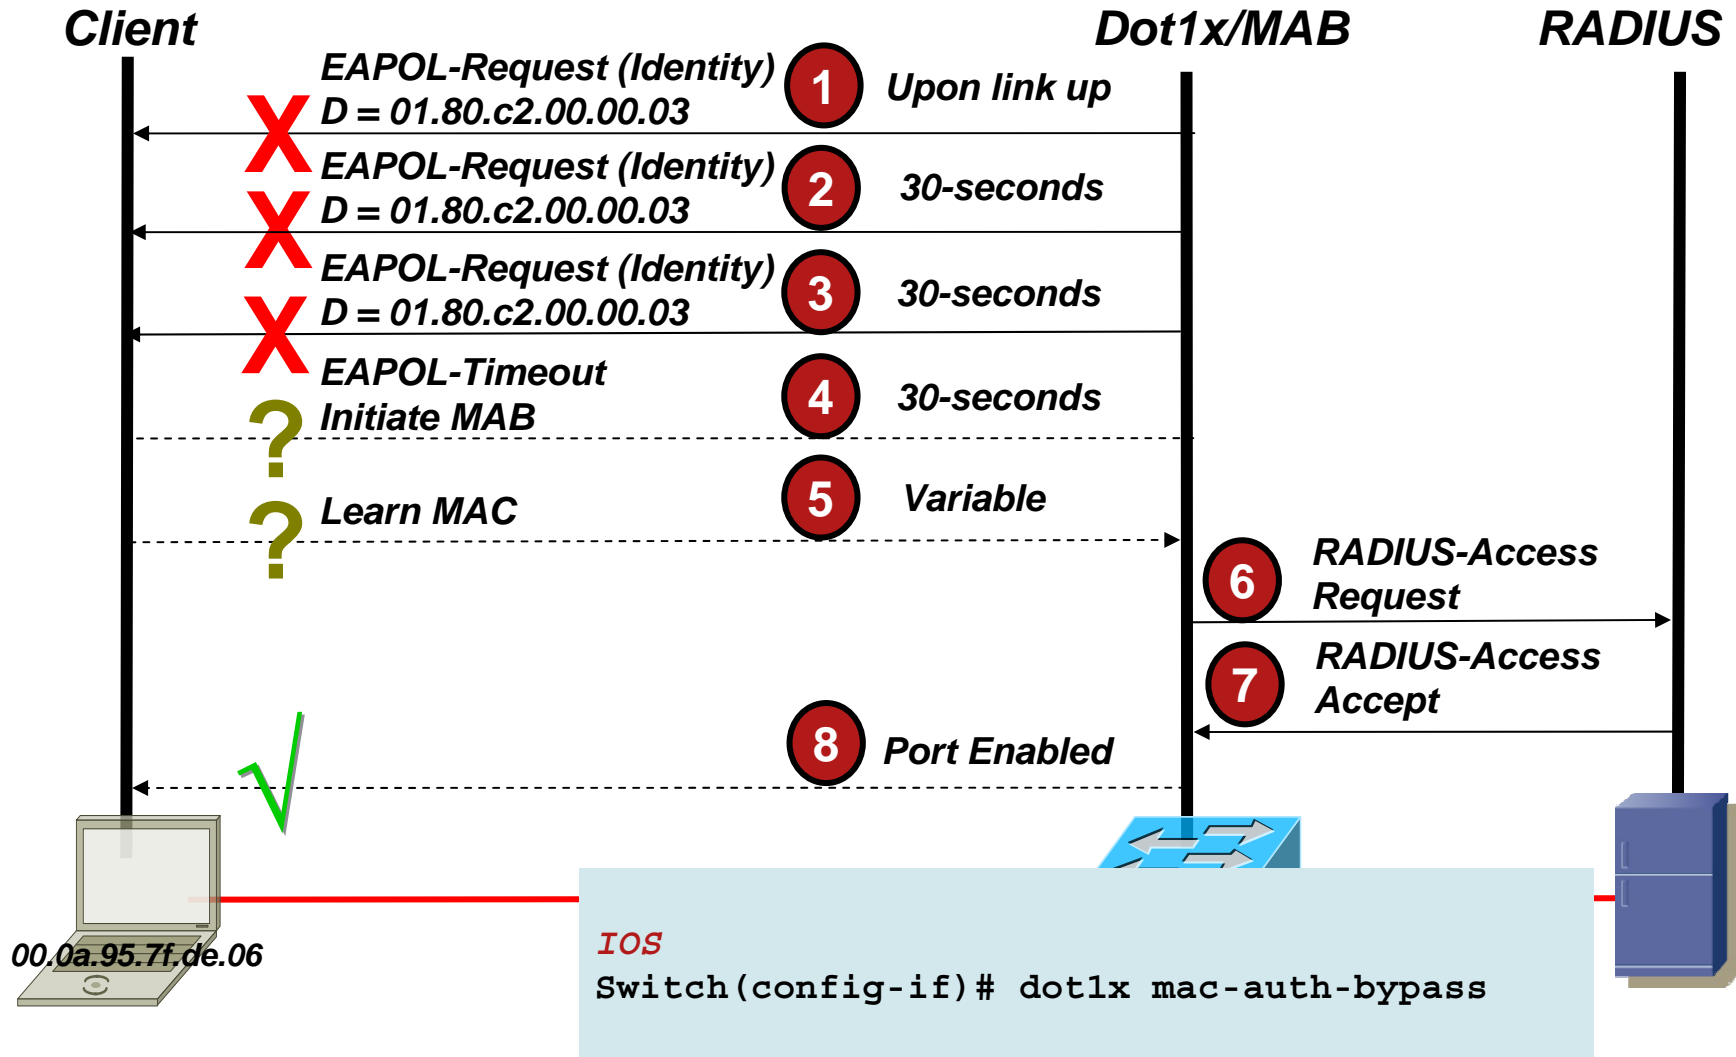 Client
Dot1x/MAB
RADIUS
EAPOL-Request (Identity)
D = 01.80.c2.00.00.03
1
Upon link up
X
EAPOL-Request (Identity)
D = 01.80.c2.00.00.03
2
30-seconds
X
EAPOL-Request (Identity)
D = 01.80.c2.00.00.03
3
30-seconds
X
EAPOL-Timeout
Initiate MAB
4
30-seconds
?
Learn MAC
5
Variable
?
6
RADIUS-Access
Request
7
RADIUS-Access
Accept
8
Port Enabled
√
00.0a.95.7f.de.06
IOS
Switch(config-if)# dot1x mac-auth-bypass